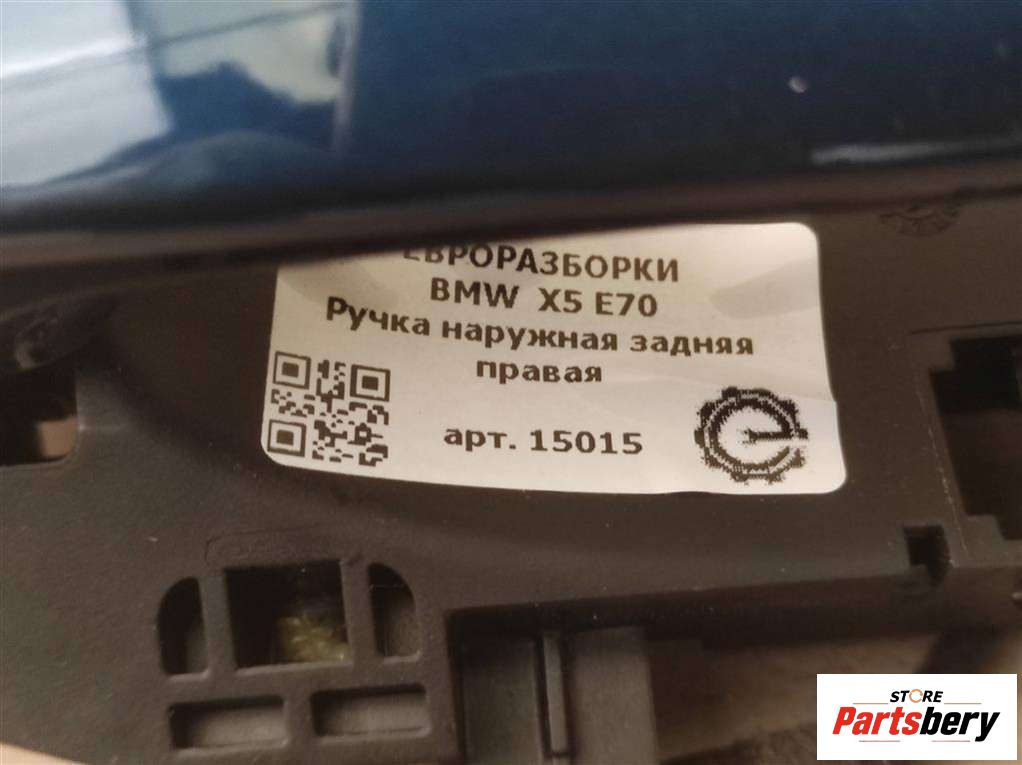 ЕВРОРАЗБОРКИ
BMW X5 E70
Ручка наружная задняя
правая
арт. 15015
STORE
Partsbery